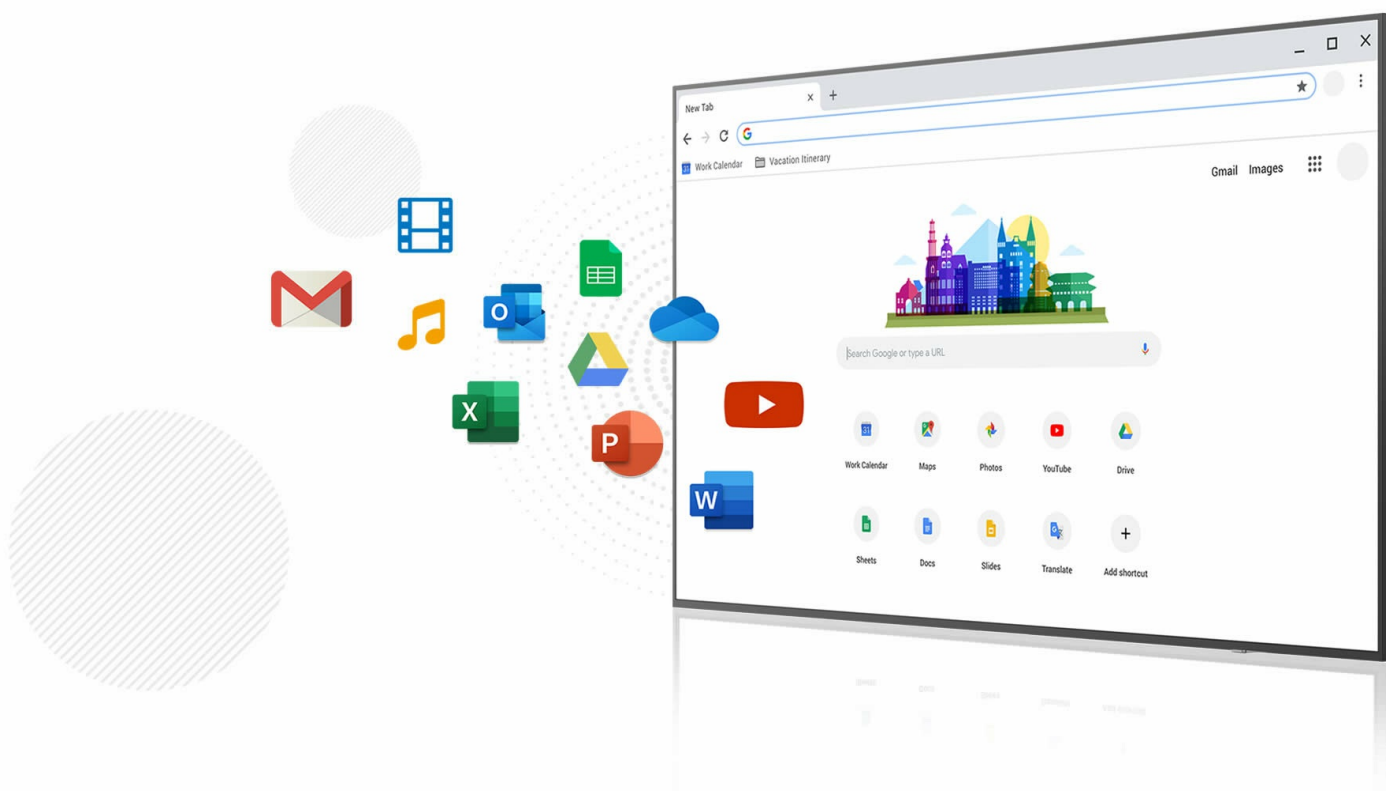 New Tab
Work Calendar
Vacation Itinerary
Gmail Images
Search Google or type a URL
Work Calendar Maps Photos YouTube Drive
Sheets Docs Slides Translate Add shortcut
O
X
P
W